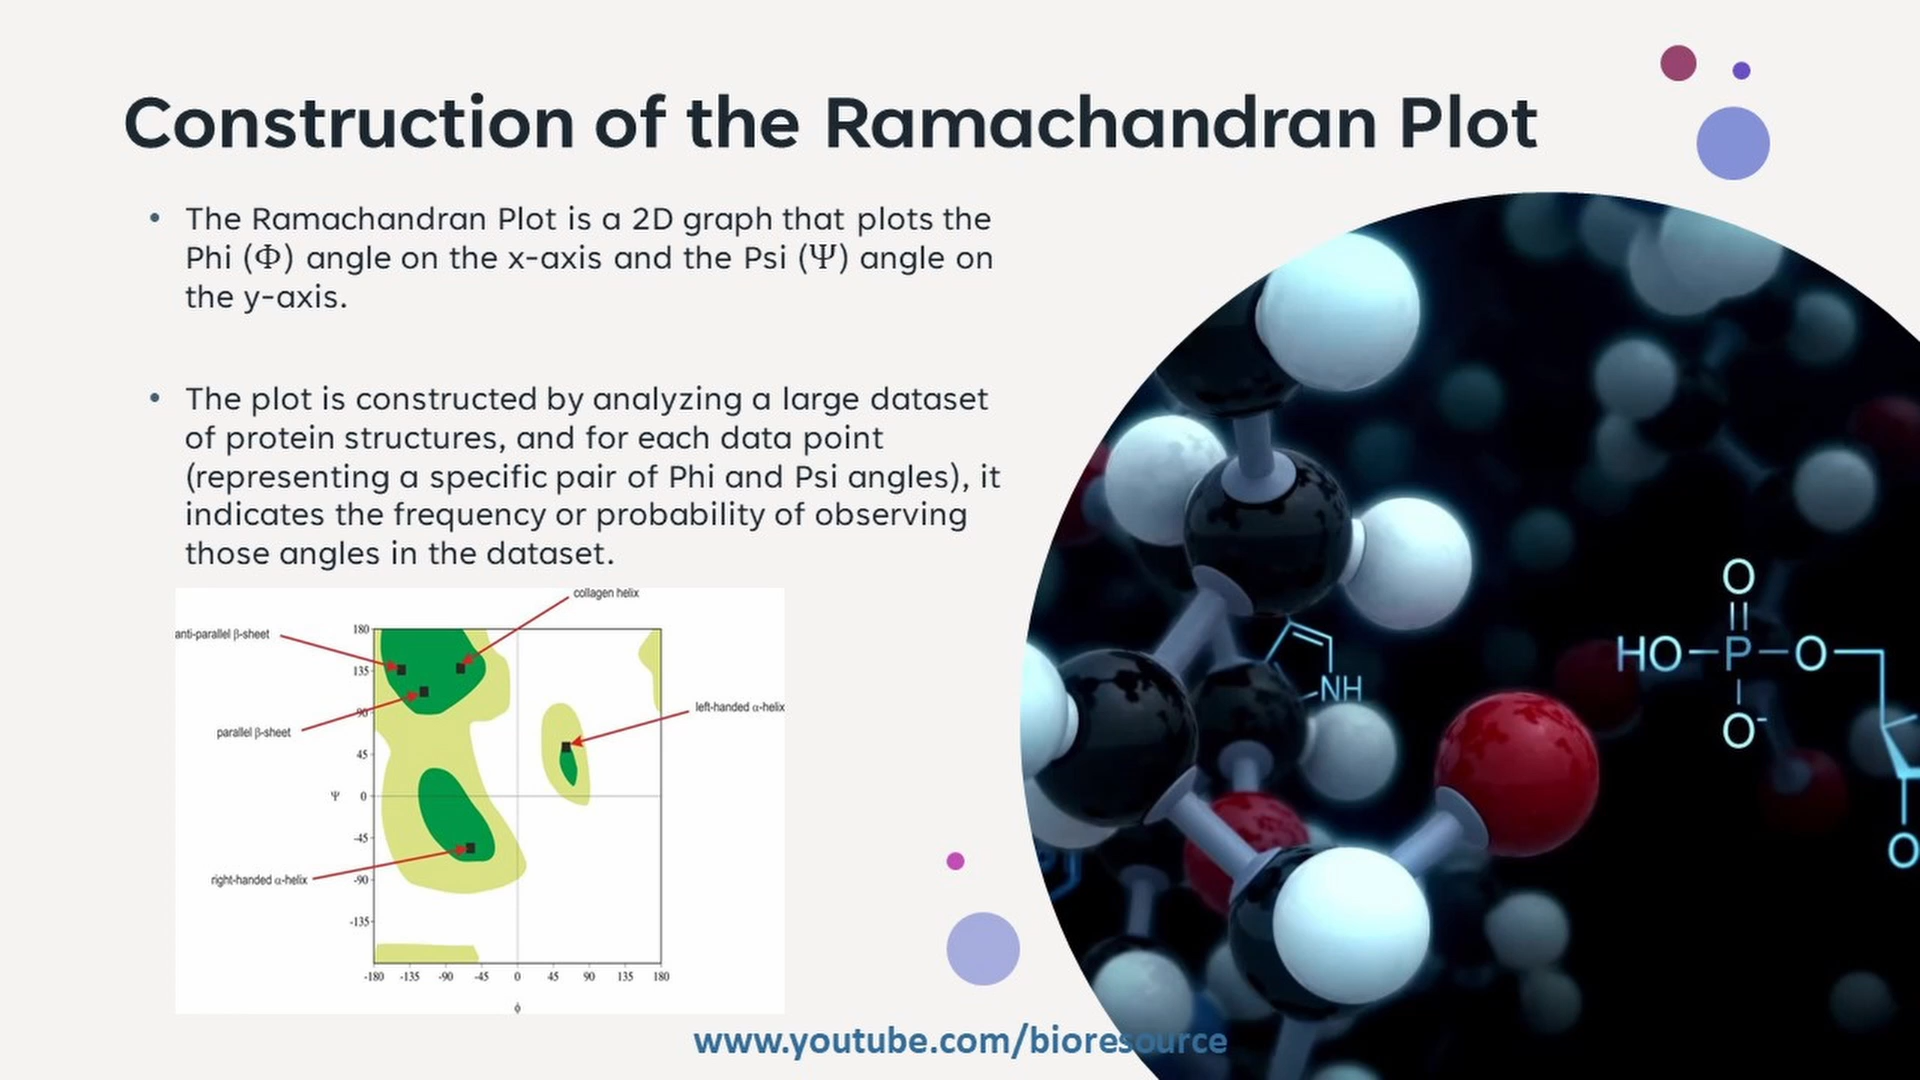 Construction of the Ramachandran Plot
• The Ramachandran Plot is a 2D graph that plots the
Phi (Φ) angle on the x-axis and the Psi (Ψ) angle on
the y-axis.
• The plot is constructed by analyzing a large dataset
of protein structures, and for each data point
(representing a specific pair of Phi and Psi angles), it
indicates the frequency or probability of observing
those angles in the dataset.
collagen helix
anti-parallel β-sheet
parallel β-sheet
left-handed α-helix
right-handed α-helix
180
135
90
45
Ψ 0
-45
-90
-135
-180 -135 -90 -45 0 45 90 135 180
ϕ
NH
O
HO P O
O-
O
www.youtube.com/bioresource